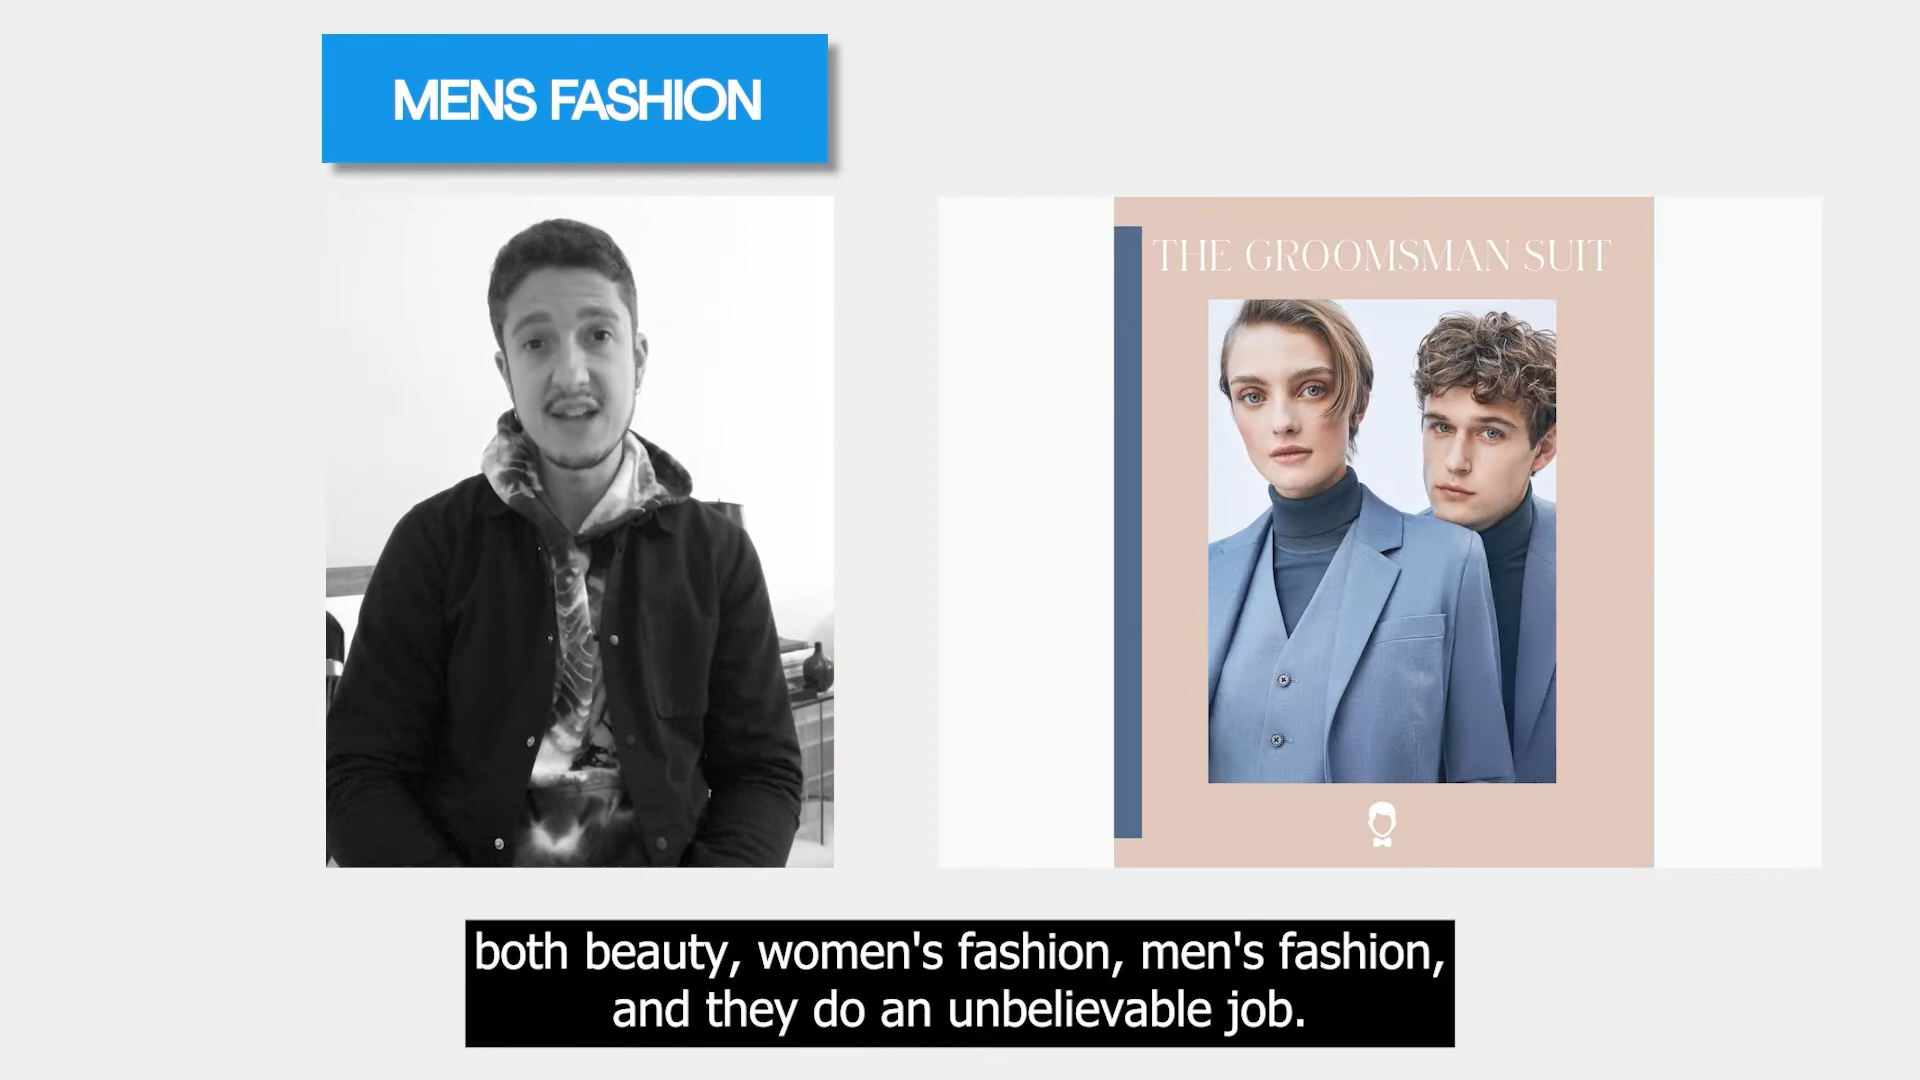 MENS FASHION
THE GROOMSMAN SUIT
both beauty, women's fashion, men's fashion,
and they do an unbelievable job.